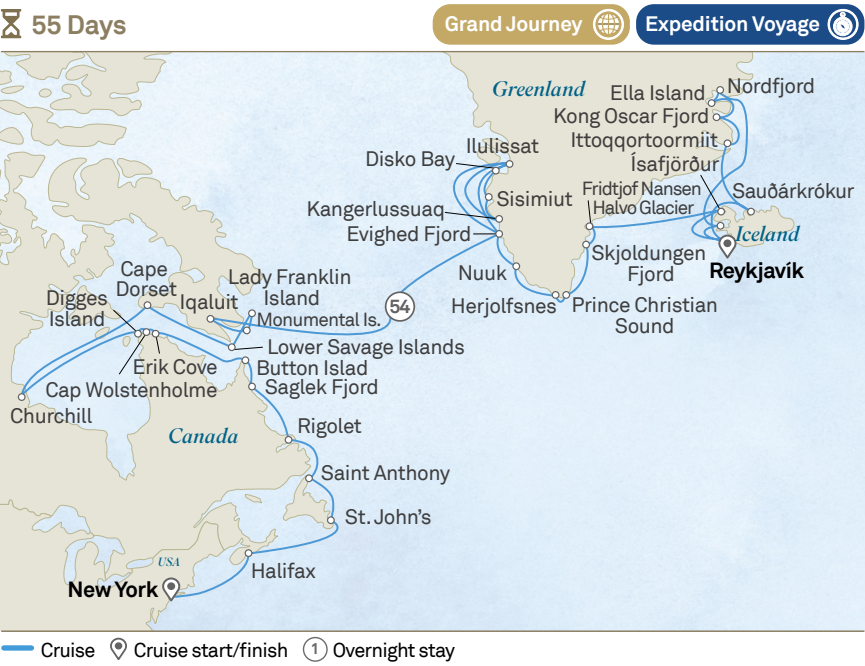 55 Days
Grand Journey
Expedition Voyage
Greenland
Ella Island
Nordfjord
Kong Oscar Fjord
Ittoqqortoormiit
Ilulissat
Disko Bay
Ísafjörður
Sisimiut
Fridtjof Nansen
Halvo Glacier
Sauðárkrókur
Kangerlussuaq
Evighed Fjord
Iceland
Skjoldungen
Fjord
Reykjavík
Nuuk
Cape
Dorset
Lady Franklin
Island
Digges
Island
Iqaluit
54
Herjolfsnes
Prince Christian
Sound
Monumental Is.
Lower Savage Islands
Erik Cove
Button Islad
Cap Wolstenholme
Saglek Fjord
Churchill
Rigolet
Canada
Saint Anthony
St. John's
USA
Halifax
New York
Cruise
Cruise start/finish
1
Overnight stay